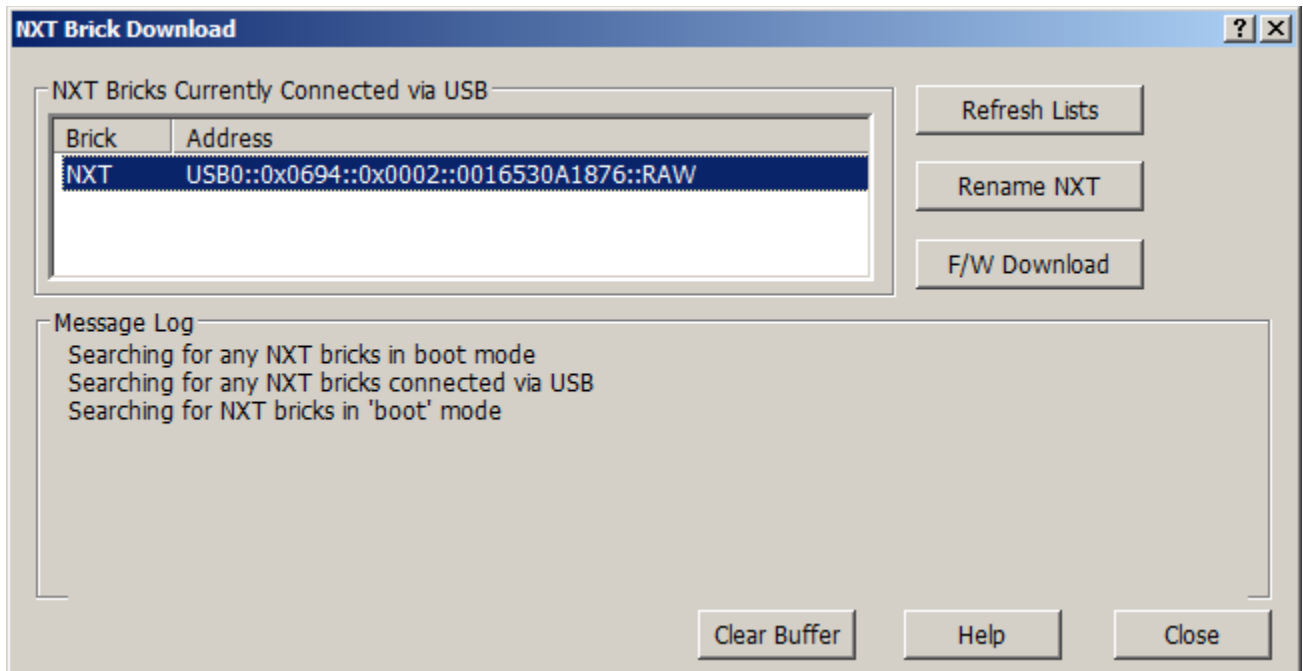 NXT Brick Download
NXT Bricks Currently Connected via USB
Brick Address
NXT USB0::0x0694::0x0002::0016530A1876::RAW
Refresh Lists
Rename NXT
F/W Download
Message Log
Searching for any NXT bricks in boot mode
Searching for any NXT bricks connected via USB
Searching for NXT bricks in 'boot' mode
Clear Buffer Help Close